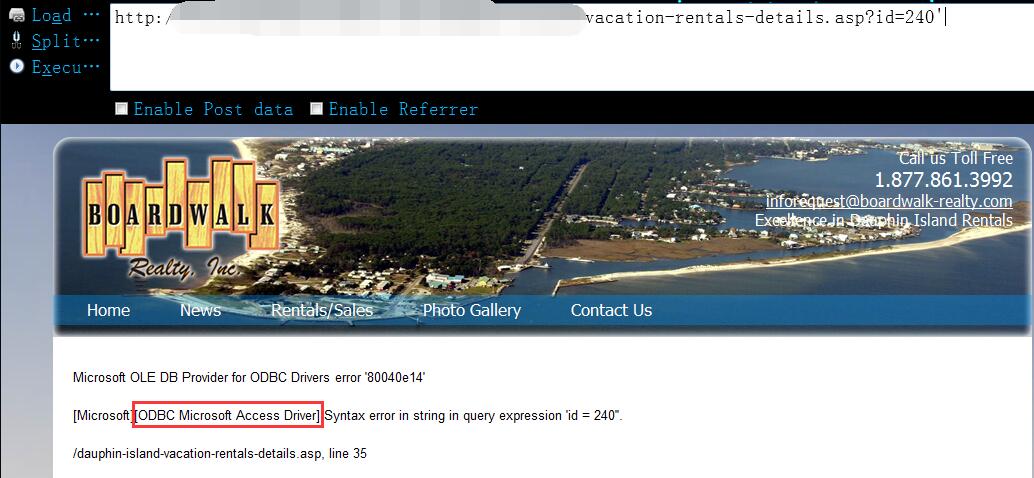 Load ···
http:/ vacation-rentals-details.asp?id=240'
Split···
Execu···
Enable Post data Enable Referrer
Call us Toll Free
1.877.861.3992
inforequest@boardwalk-realty.com
Excellence in Dauphin Island Rentals
BOARDWALK
Realty, Inc.
Home News Rentals/Sales Photo Gallery Contact Us
Microsoft OLE DB Provider for ODBC Drivers error '80040e14'
[Microsoft][ODBC Microsoft Access Driver] Syntax error in string in query expression 'id = 240''.
/dauphin-island-vacation-rentals-details.asp, line 35